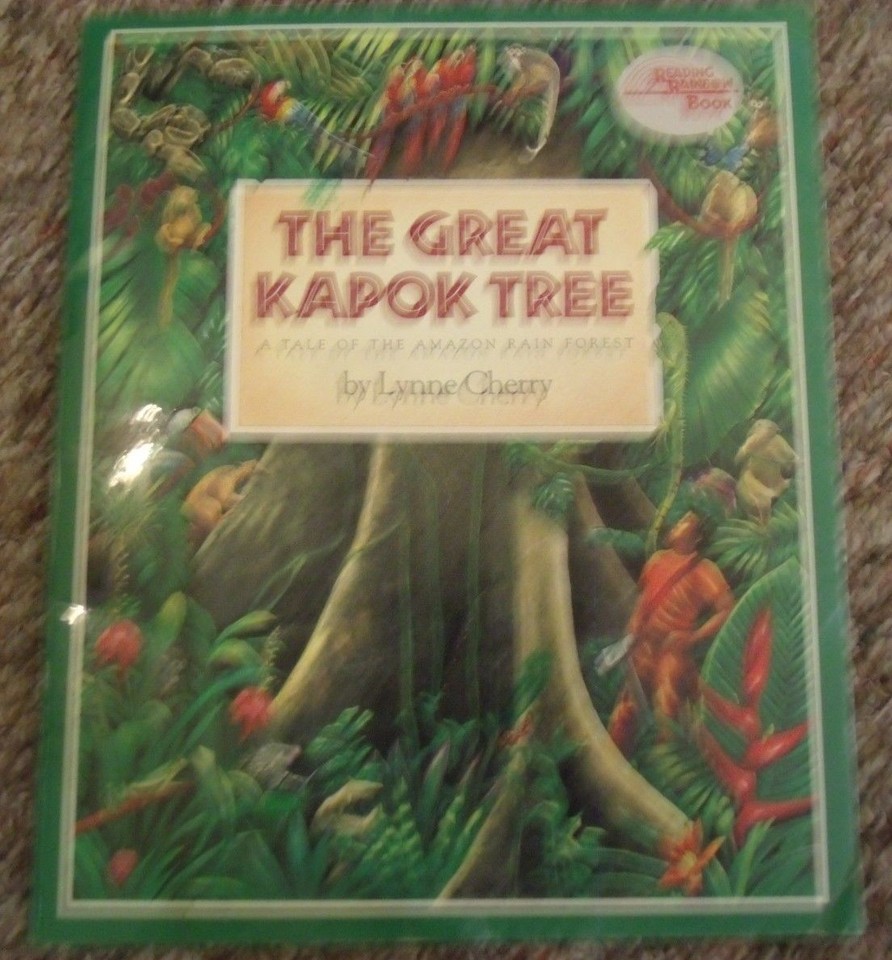 READING
RAINBOW
BOOK
THE GREAT
KAPOK TREE
A TALE OF THE AMAZON RAIN FOREST
by Lynne Cherry